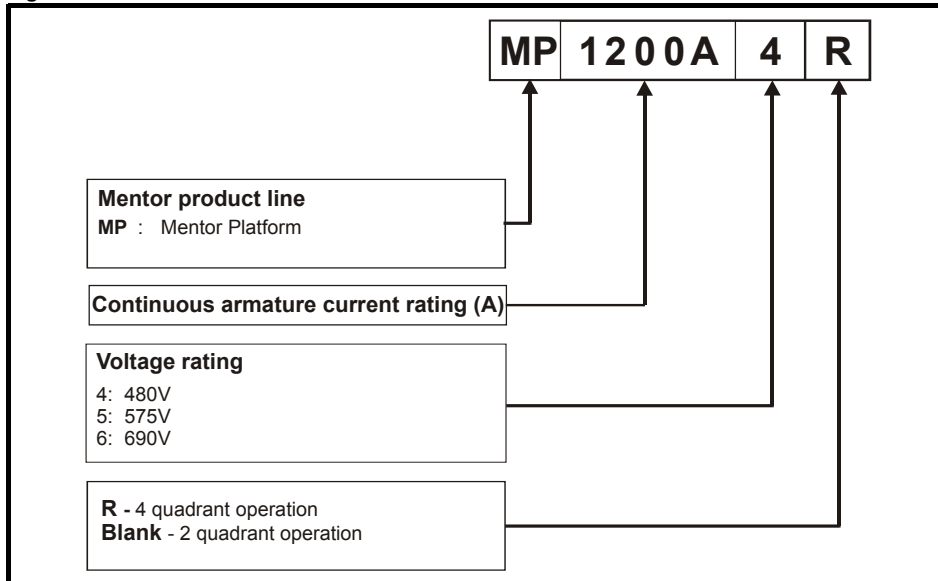 MP 1200A 4 R
Mentor product line
MP : Mentor Platform
Continuous armature current rating (A)
Voltage rating
4: 480V
5: 575V
6: 690V
R - 4 quadrant operation
Blank - 2 quadrant operation